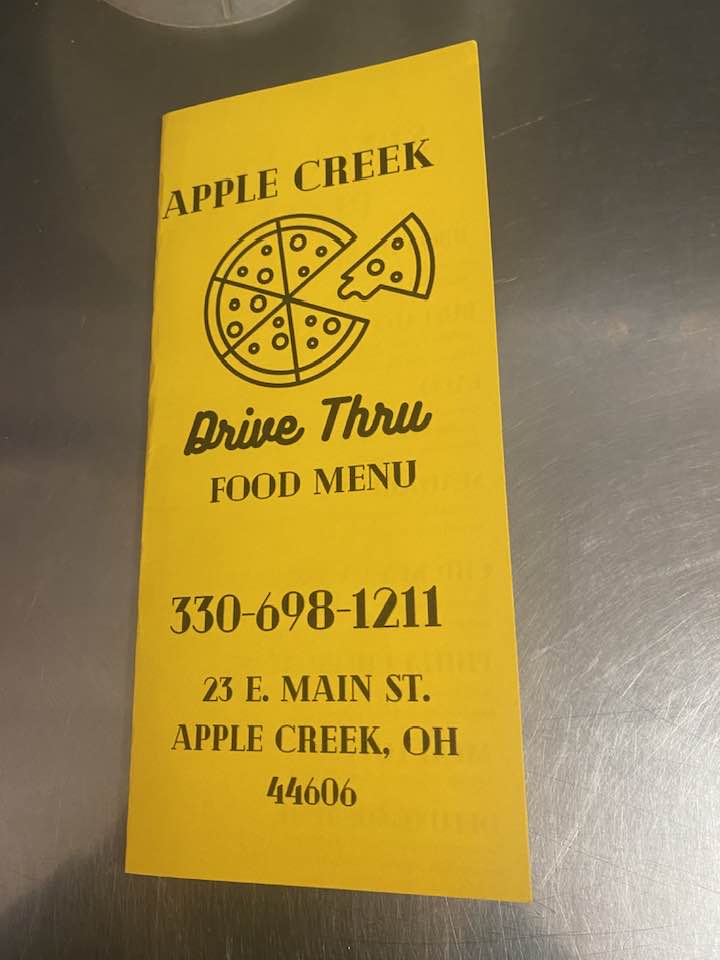 APPLE CREEK
Drive Thru
FOOD MENU
330-698-1211
23 E. MAIN ST.
APPLE CREEK, OH
44606